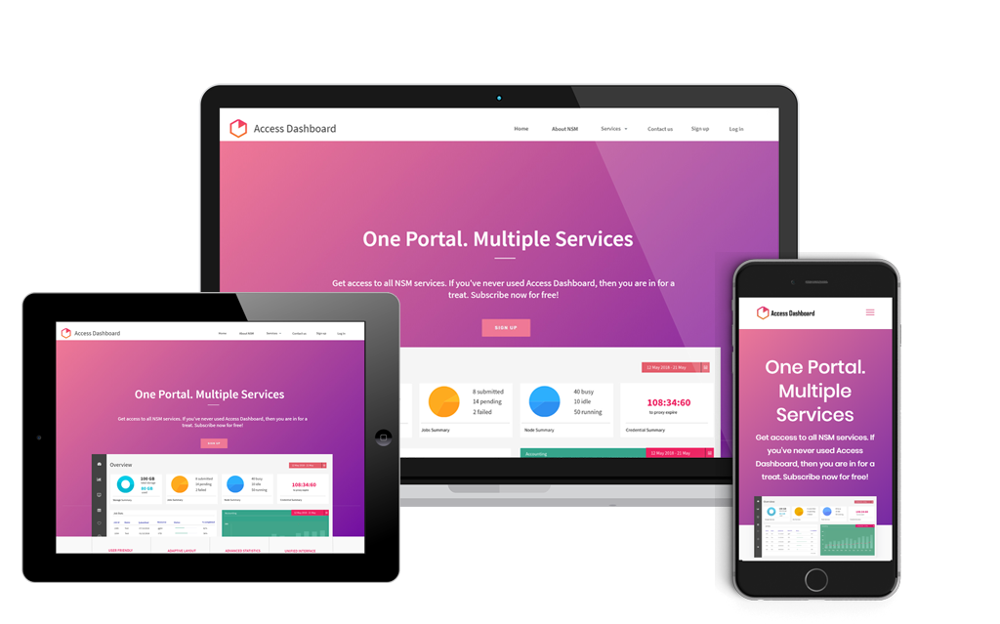 Access Dashboard
Home About NSM Services Contact us Sign up Log in
One Portal. Multiple Services
Get access to all NSM services. If you've never used Access Dashboard, then you are in for a
treat. Subscribe now for free!
SIGN UP
12 May 2018 - 21 May
8 submitted
14 pending
2 failed
Jobs Summary
40 busy
10 idle
50 running
Node Summary
108:34:60
to proxy expire
Credential Summary
Accounting
12 May 2018 - 21 May
Access Dashboard
Home About NSM Services Contact us Sign up Log in
One Portal. Multiple Services
Get access to all NSM services. If you've never used Access Dashboard, then you are in for a
treat. Subscribe now for free!
SIGN UP
Overview
100 GB
60 GB
8 submitted
14 pending
2 failed
Jobs Summary
40 busy
10 idle
50 running
Node Summary
108:34:60
to proxy expire
Credential Summary
Accounting
USER FRIENDLY ADAPTIVE LAYOUT ADVANCED STATISTICS UNIFIED INTERFACE
Access Dashboard
One Portal.
Multiple
Services
Get access to all NSM services. If
you've never used Access
Dashboard, then you are in for a
treat. Subscribe now for free!
Overview
108:34:60